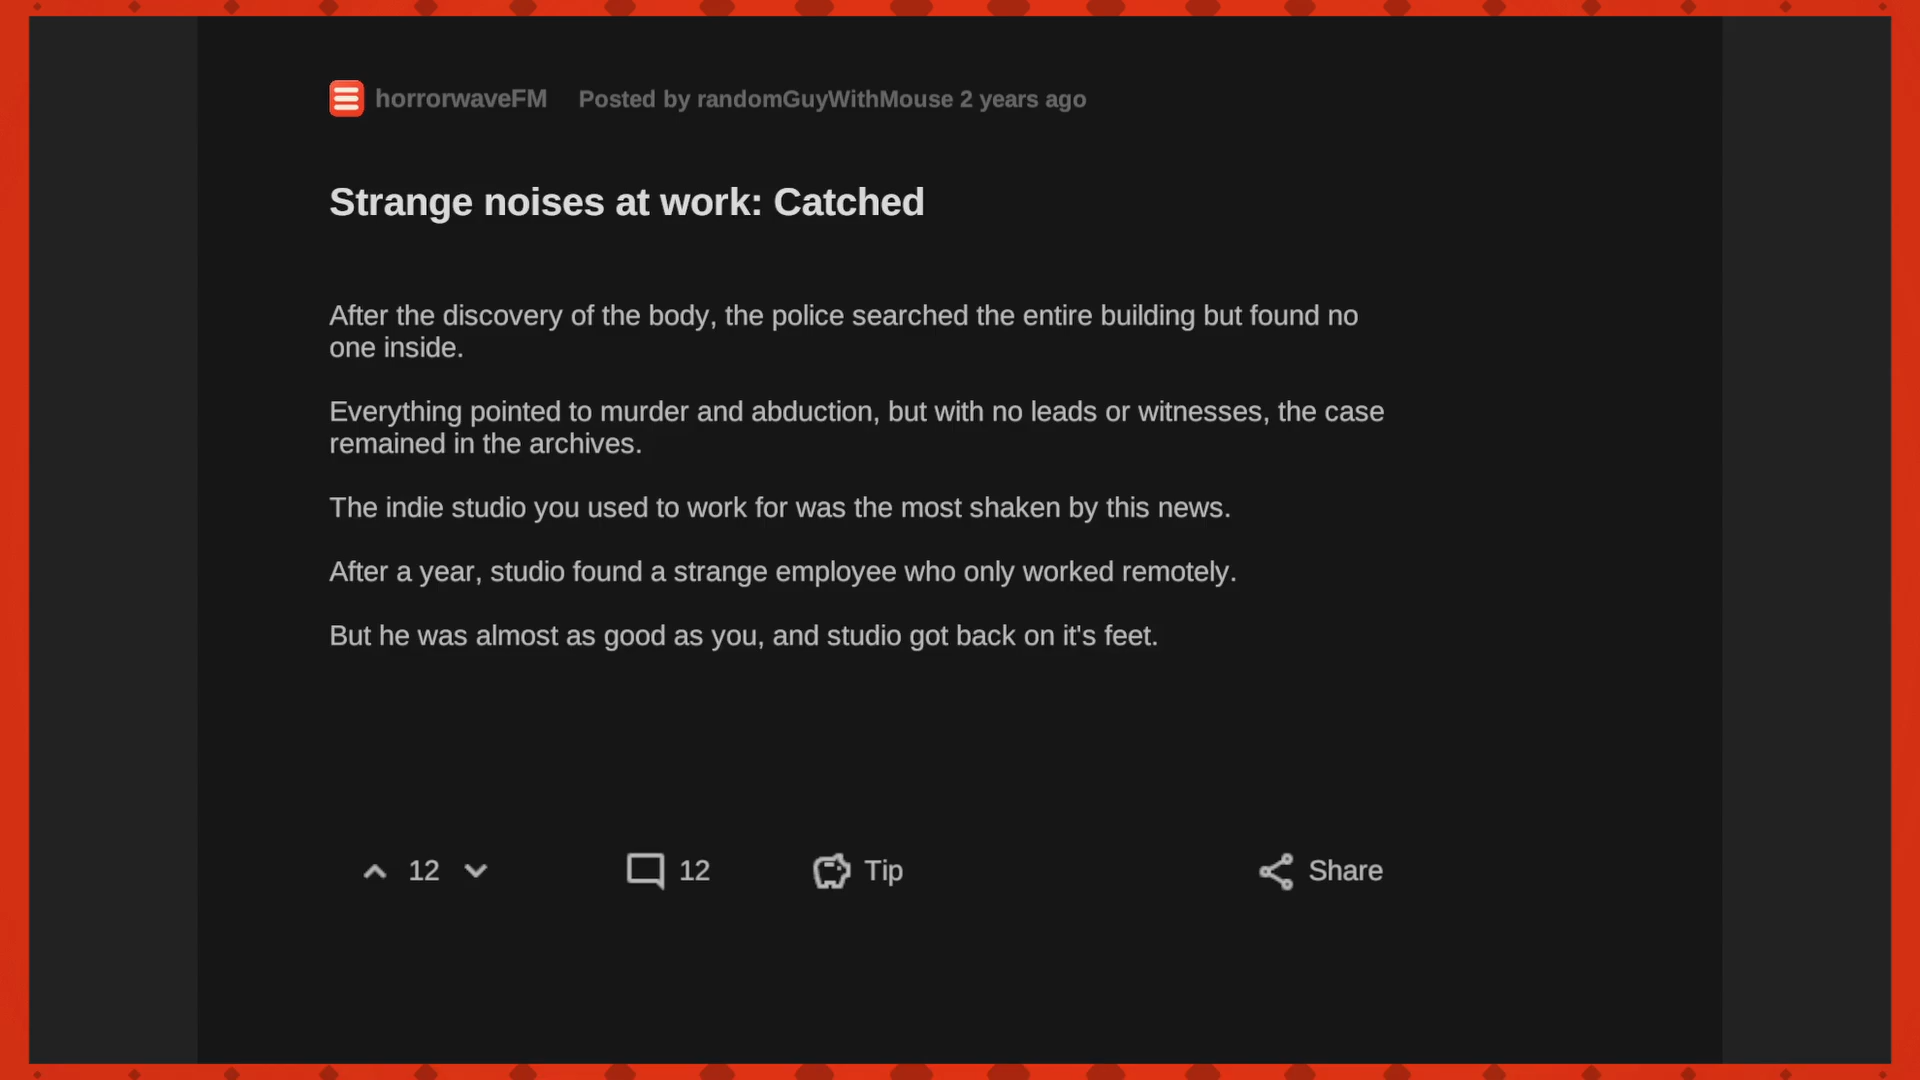 horrorwaveFM Posted by randomGuyWithMouse 2 years ago
Strange noises at work: Catched
After the discovery of the body, the police searched the entire building but found no
one inside.
Everything pointed to murder and abduction, but with no leads or witnesses, the case
remained in the archives.
The indie studio you used to work for was the most shaken by this news.
After a year, studio found a strange employee who only worked remotely.
But he was almost as good as you, and studio got back on it's feet.
12 12 Tip Share